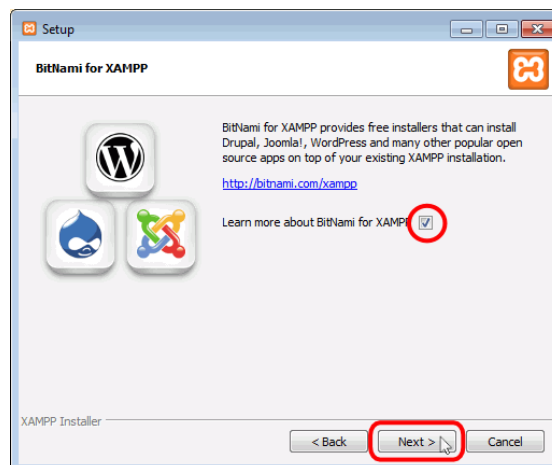 Setup
BitNami for XAMPP
BitNami for XAMPP provides free installers that can install
Drupal, Joomla!, WordPress and many other popular open
source apps on top of your existing XAMPP installation.
http://bitnami.com/xampp
Learn more about BitNami for XAMPP
XAMPP Installer
< Back
Next >
Cancel